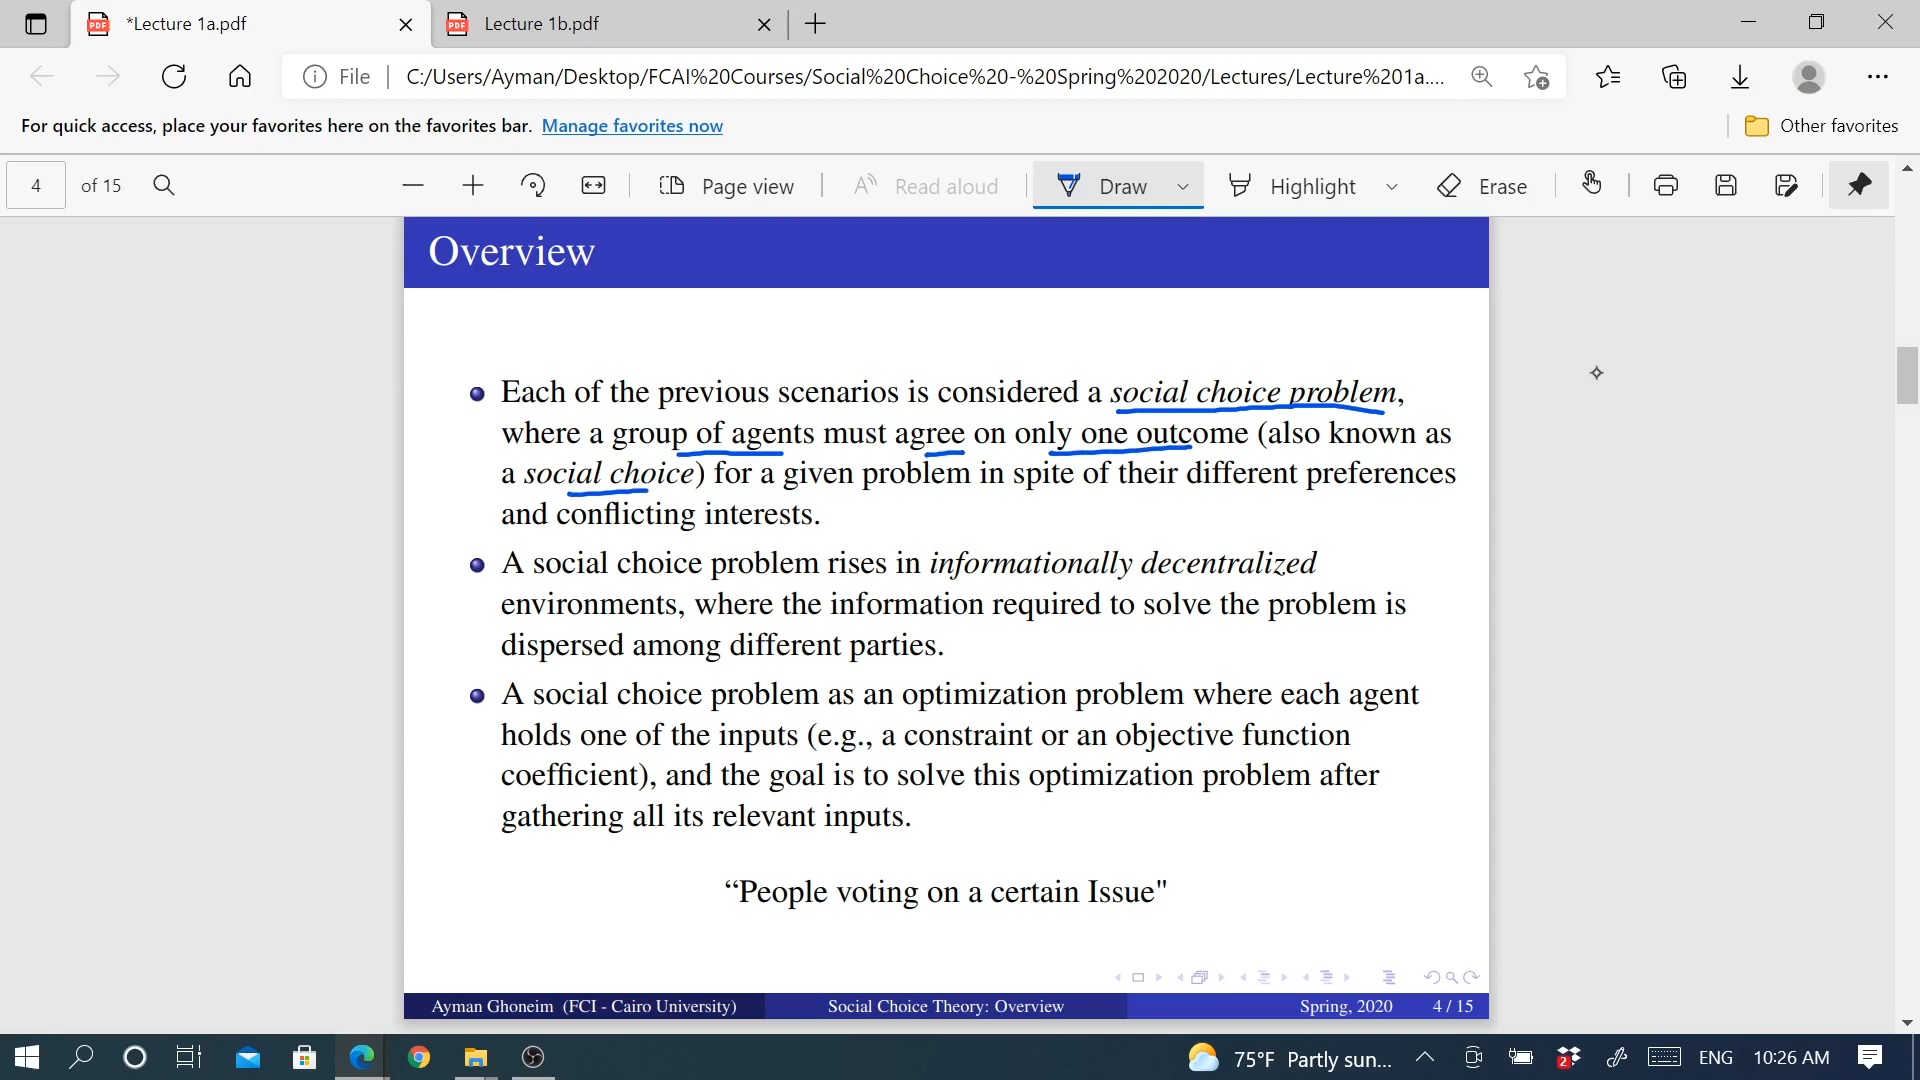 *Lecture 1a.pdf
Lecture 1b.pdf
File
C:/Users/Ayman/Desktop/FCAI%20Courses/Social%20Choice%20-%20Spring%202020/Lectures/Lecture%201a....
For quick access, place your favorites here on the favorites bar. Manage favorites now
Other favorites
4 of 15
Page view
Read aloud
Draw
Highlight
Erase
Overview
Each of the previous scenarios is considered a social choice problem,
where a group of agents must agree on only one outcome (also known as
a social choice) for a given problem in spite of their different preferences
and conflicting interests.
A social choice problem rises in informationally decentralized
environments, where the information required to solve the problem is
dispersed among different parties.
A social choice problem as an optimization problem where each agent
holds one of the inputs (e.g., a constraint or an objective function
coefficient), and the goal is to solve this optimization problem after
gathering all its relevant inputs.
“People voting on a certain Issue"
Ayman Ghoneim (FCI - Cairo University)
Social Choice Theory: Overview
Spring, 2020
4 / 15
75°F Partly sun...
2
ENG
10:26 AM